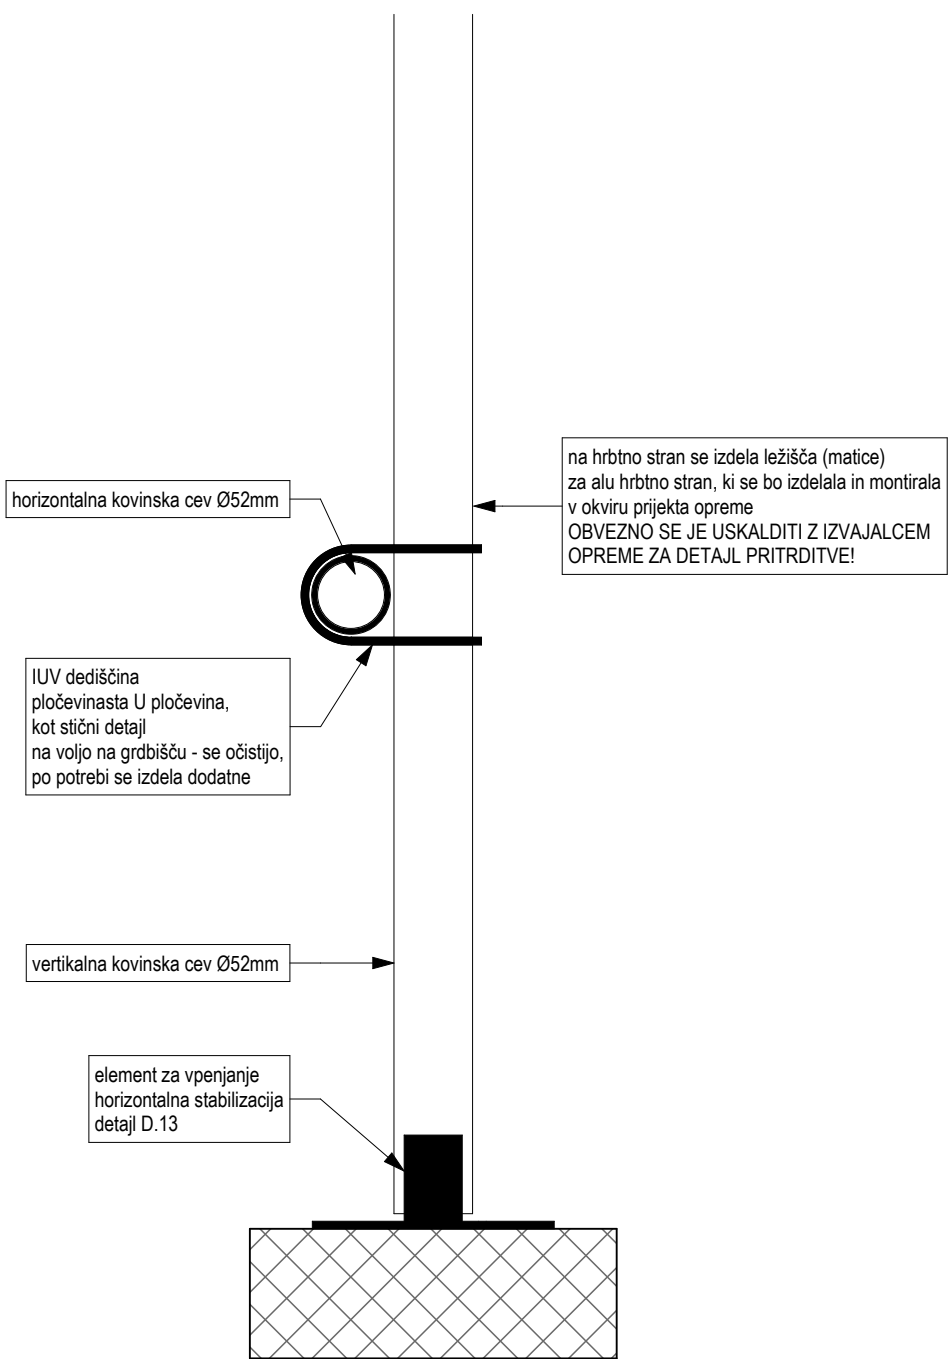 na hrbtno stran se izdela ležišča (matice)
za alu hrbtno stran, ki se bo izdelala in montirala
v okviru prijekta opreme
OBVEZNO SE JE USKALDITI Z IZVAJALCEM
OPREME ZA DETAJL PRITRDITVE!
horizontalna kovinska cev Ø52mm
IUV dediščina
pločevinasta U pločevina,
kot stični detajl
na voljo na grdbišču - se očistijo,
po potrebi se izdela dodatne
vertikalna kovinska cev Ø52mm
element za vpenjanje
horizontalna stabilizacija
detajl D.13